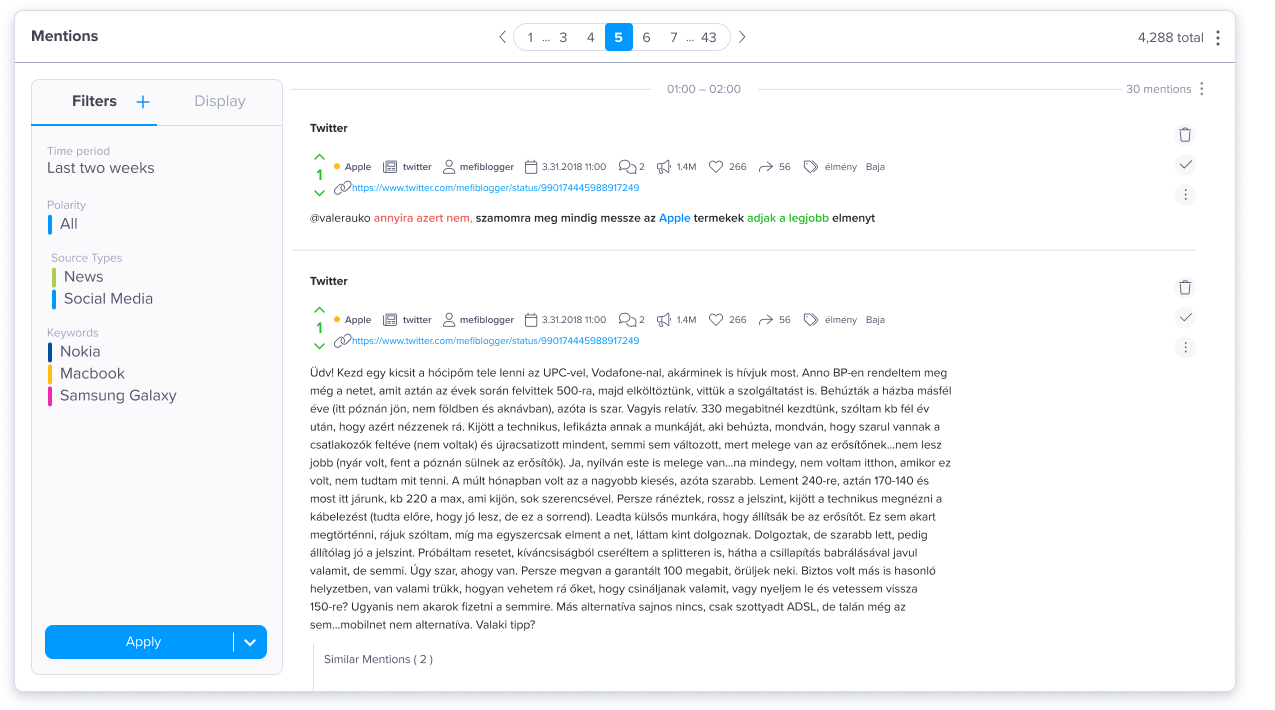 Mentions
1 ... 3 4 5 6 7 ... 43
4,288 total
Filters + Display
Time period
Last two weeks
Polarity
All
Source Types
News
Social Media
Keywords
Nokia
Macbook
Samsung Galaxy
Apply
01:00 – 02:00
30 mentions
Twitter
1
Apple twitter mefiblogger 3.31.2018 11:00 2 1.4M 266 56 élmény Baja
https://www.twitter.com/mefiblogger/status/990174445988917249
@valerauko annyira azert nem, szamomra meg mindig messze az Apple termekek adjak a legjobb elmenyt
Twitter
1
Apple twitter mefiblogger 3.31.2018 11:00 2 1.4M 266 56 élmény Baja
https://www.twitter.com/mefiblogger/status/990174445988917249
Üdv! Kezd egy kicsit a hócipőm tele lenni az UPC-vel, Vodafone-nal, akárminek is hívjuk most. Anno BP-en rendeltem meg
még a netet, amit aztán az évek során felvittek 500-ra, majd elköltöztünk, vittük a szolgáltatást is. Behúzták a házba másfél
éve (itt póznán jön, nem földben és aknávban), azóta is szar. Vagyis relatív. 330 megabitnél kezdtünk, szóltam kb fél év
után, hogy azért nézzenek rá. Kijött a technikus, lefikázta annak a munkáját, aki behúzta, mondván, hogy szarul vannak a
csatlakozók feltéve (nem voltak) és újracsatizott mindent, semmi sem változott, mert melege van az erősítőnek...nem lesz
jobb (nyár volt, fent a póznán sülnek az erősítők). Ja, nyilván este is melege van...na mindegy, nem voltam itthon, amikor ez
volt, nem tudtam mit tenni. A múlt hónapban volt az a nagyobb kiesés, azóta szarabb. Lement 240-re, aztán 170-140 és
most itt járunk, kb 220 a max, ami kijön, sok szerencsével. Persze ránéztek, rossz a jelszint, kijött a technikus megnézni a
kábelezést (tudta előre, hogy jó lesz, de ez a sorrend). Leadta külsős munkára, hogy állítsák be az erősítőt. Ez sem akart
megtörténni, rájuk szóltam, míg ma egyszercsak elment a net, láttam kint dolgoznak. Dolgoztak, de szarabb lett, pedig
állítólag jó a jelszint. Próbáltam resetet, kíváncsiságból cseréltem a splitteren is, hátha a csillapítás babrálásával javul
valamit, de semmi. Úgy szar, ahogy van. Persze megvan a garantált 100 megabit, örüljek neki. Biztos volt más is hasonló
helyzetben, van valami trükk, hogyan vehetem rá őket, hogy csináljanak valamit, vagy nyeljem le és vetessem vissza
150-re? Ugyanis nem akarok fizetni a semmire. Más alternatíva sajnos nincs, csak szottyadt ADSL, de talán még az
sem...mobilnet nem alternatíva. Valaki tipp?
Similar Mentions ( 2 )